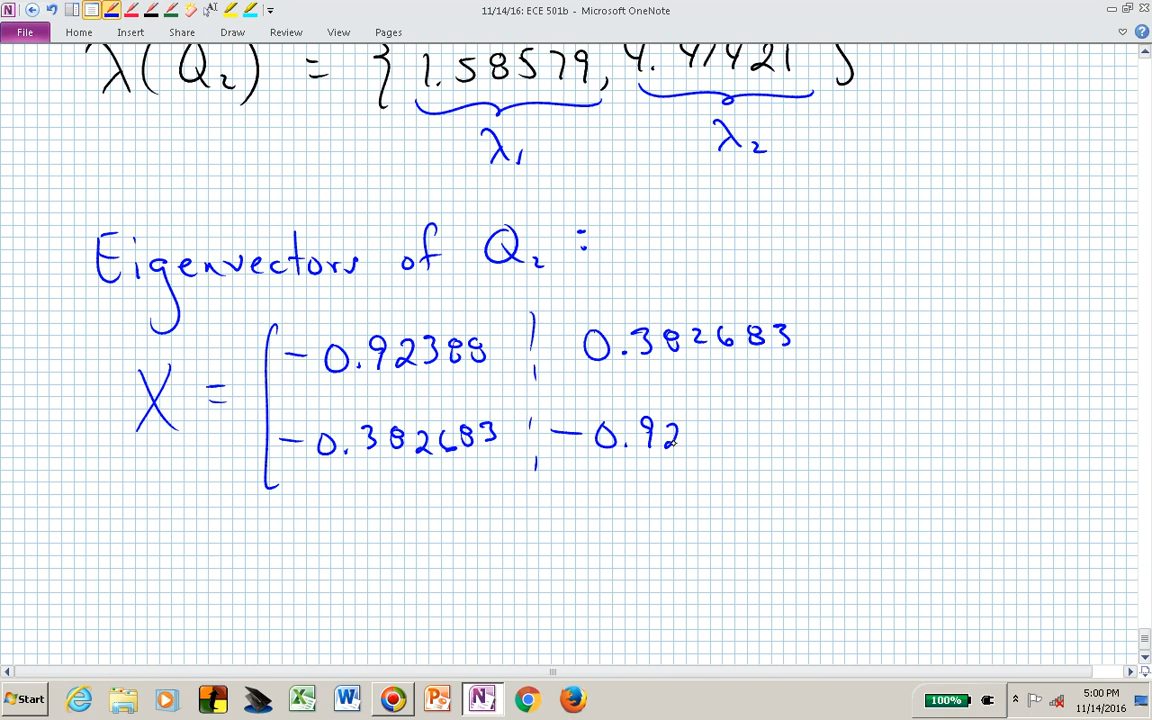 11/14/16: ECE 501b - Microsoft OneNote
File Home Insert Share Draw Review View Pages
λ(Q₂) = {1.58579, 4.41421}
λ₁ λ₂
Eigenvectors of Q₂ :
X = [ -0.92388 ¦ 0.382683
-0.382683 ¦ -0.92
Start
100%
5:00 PM
11/14/2016